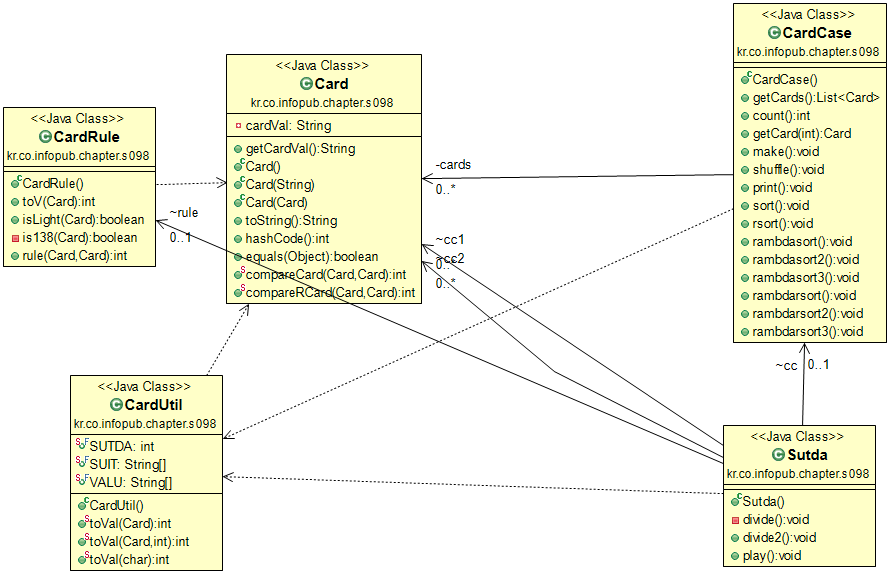 <<Java Class>>
CardRule
kr.co.infopub.chapter.s098
CardRule()
toV(Card):int
isLight(Card):boolean
is138(Card):boolean
rule(Card,Card):int
<<Java Class>>
Card
kr.co.infopub.chapter.s098
cardVal: String
getCardVal():String
Card()
Card(String)
Card(Card)
toString():String
hashCode():int
equals(Object):boolean
compareCard(Card,Card):int
compareRCard(Card,Card):int
<<Java Class>>
CardCase
kr.co.infopub.chapter.s098
CardCase()
getCards():List<Card>
count():int
getCard(int):Card
make():void
shuffle():void
print():void
sort():void
rsort():void
rambdasort():void
rambdasort2():void
rambdasort3():void
rambdarsort():void
rambdarsort2():void
rambdarsort3():void
-cards
0..*
~rule
0..1
~cc1
0..*
~cc2
0..*
~cc
0..1
<<Java Class>>
CardUtil
kr.co.infopub.chapter.s098
SUTDA: int
SUIT: String[]
VALU: String[]
CardUtil()
toVal(Card):int
toVal(Card,int):int
toVal(char):int
<<Java Class>>
Sutda
kr.co.infopub.chapter.s098
Sutda()
divide():void
divide2():void
play():void